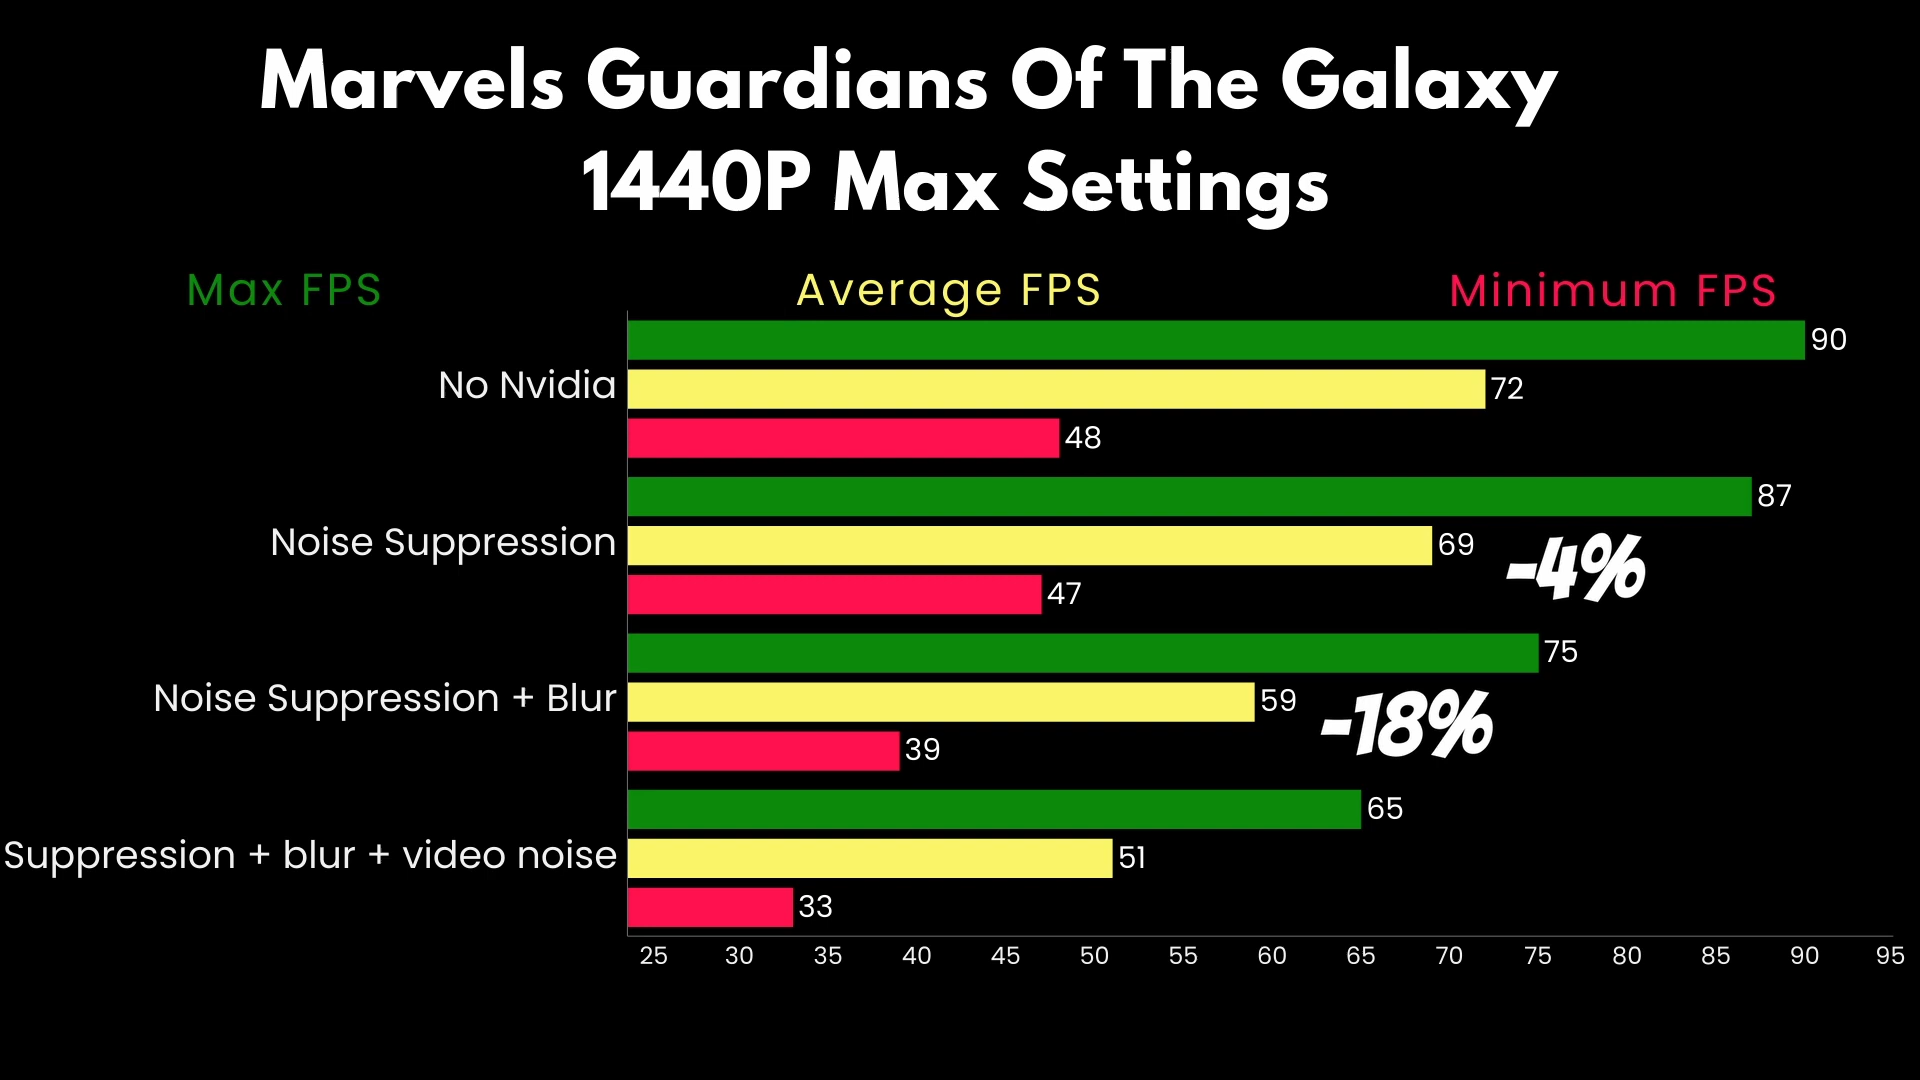 Marvels Guardians Of The Galaxy
1440P Max Settings
Max FPS Average FPS Minimum FPS
90
No Nvidia 72
48
87
Noise Suppression 69 -4%
47
75
Noise Suppression + Blur 59 -18%
39
65
Suppression + blur + video noise 51
33
25 30 35 40 45 50 55 60 65 70 75 80 85 90 95